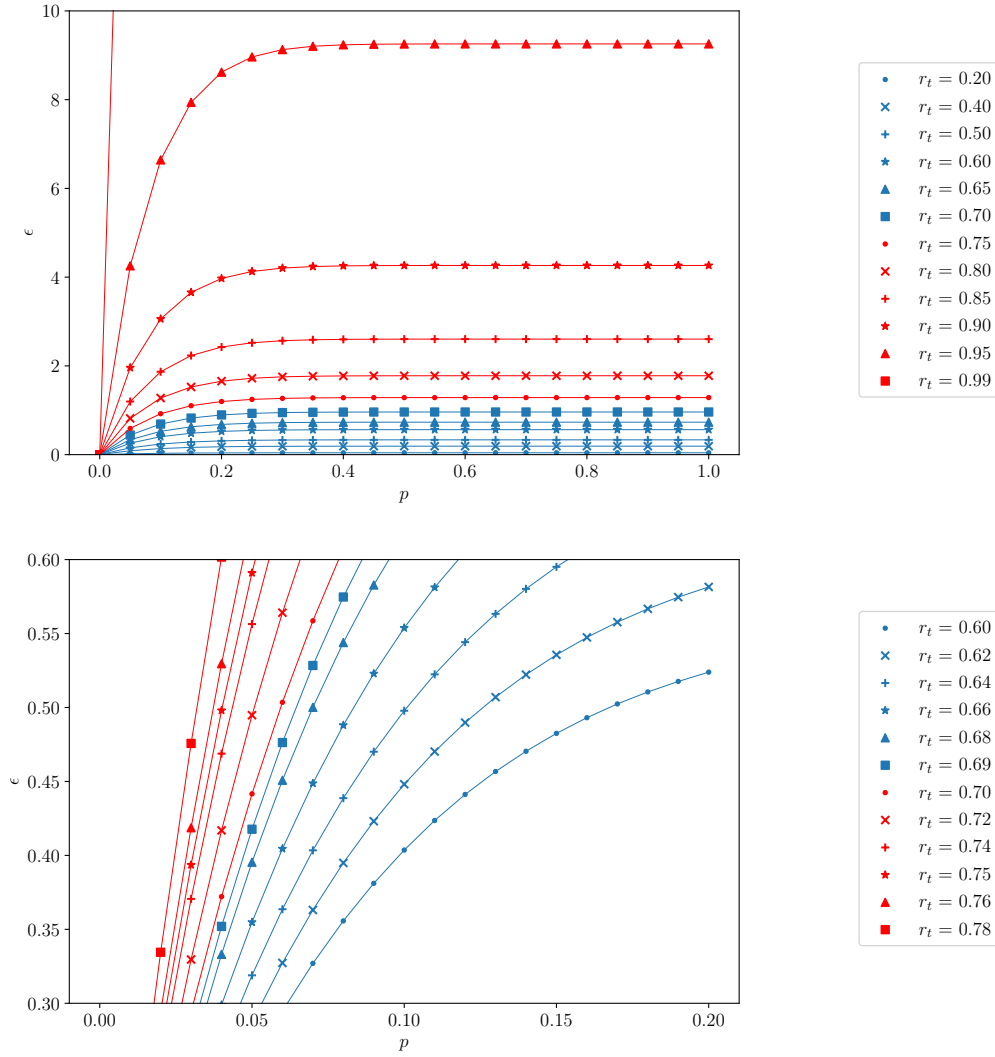 10
8
6
4
2
0
ϵ
0.0
0.2
0.4
0.6
0.8
1.0
p
r_t = 0.20
r_t = 0.40
r_t = 0.50
r_t = 0.60
r_t = 0.65
r_t = 0.70
r_t = 0.75
r_t = 0.80
r_t = 0.85
r_t = 0.90
r_t = 0.95
r_t = 0.99
0.60
0.55
0.50
0.45
0.40
0.35
0.30
ϵ
0.00
0.05
0.10
0.15
0.20
p
r_t = 0.60
r_t = 0.62
r_t = 0.64
r_t = 0.66
r_t = 0.68
r_t = 0.69
r_t = 0.70
r_t = 0.72
r_t = 0.74
r_t = 0.75
r_t = 0.76
r_t = 0.78